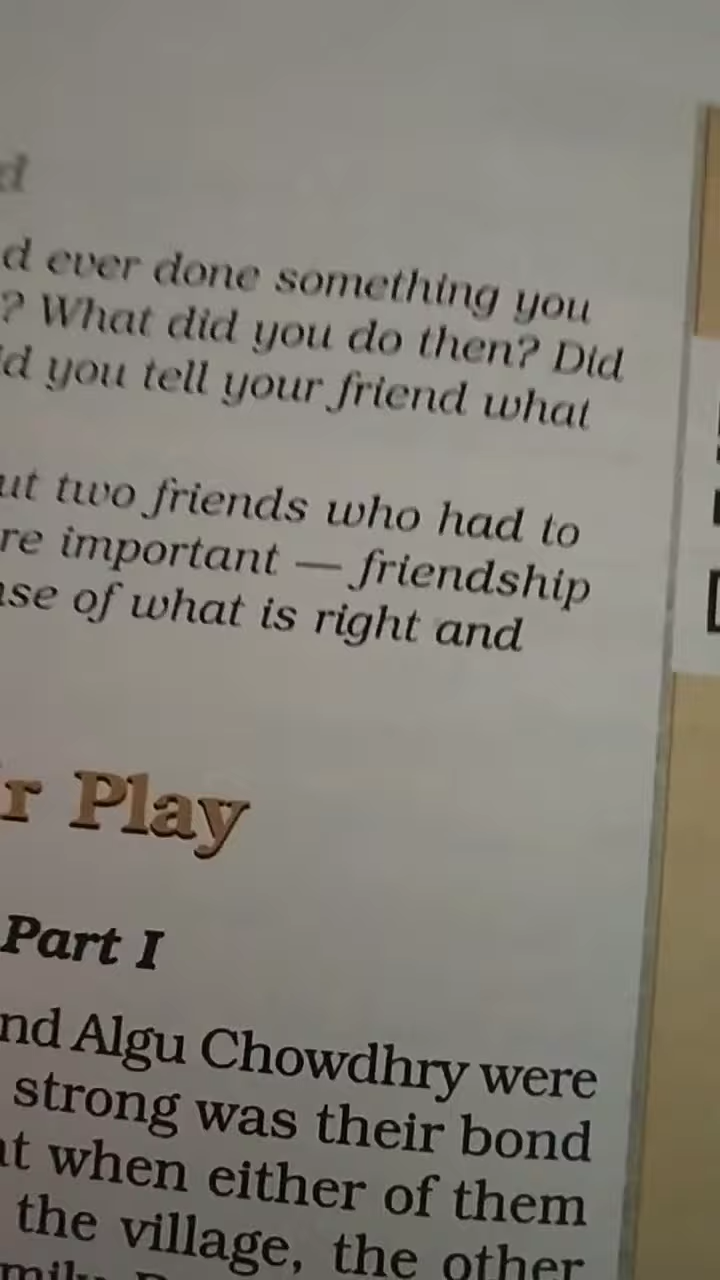 d
d ever done something you
? What did you do then? Did
d you tell your friend what
ut two friends who had to
re important — friendship
nse of what is right and
r Play
Part I
nd Algu Chowdhry were
strong was their bond
at when either of them
the village, the other